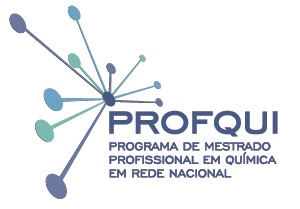 PROFQUI
PROGRAMA DE MESTRADO
PROFISSIONAL EM QUÍMICA
EM REDE NACIONAL